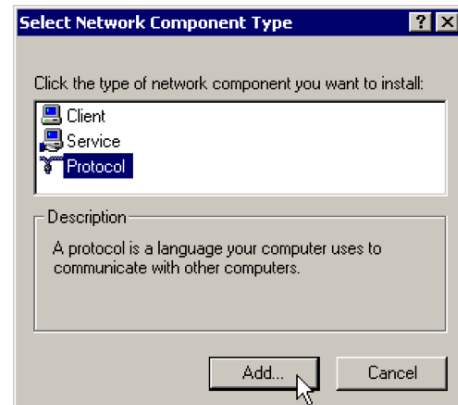 Select Network Component Type
Click the type of network component you want to install:
Client
Service
Protocol
Description
A protocol is a language your computer uses to
communicate with other computers.
Add... Cancel